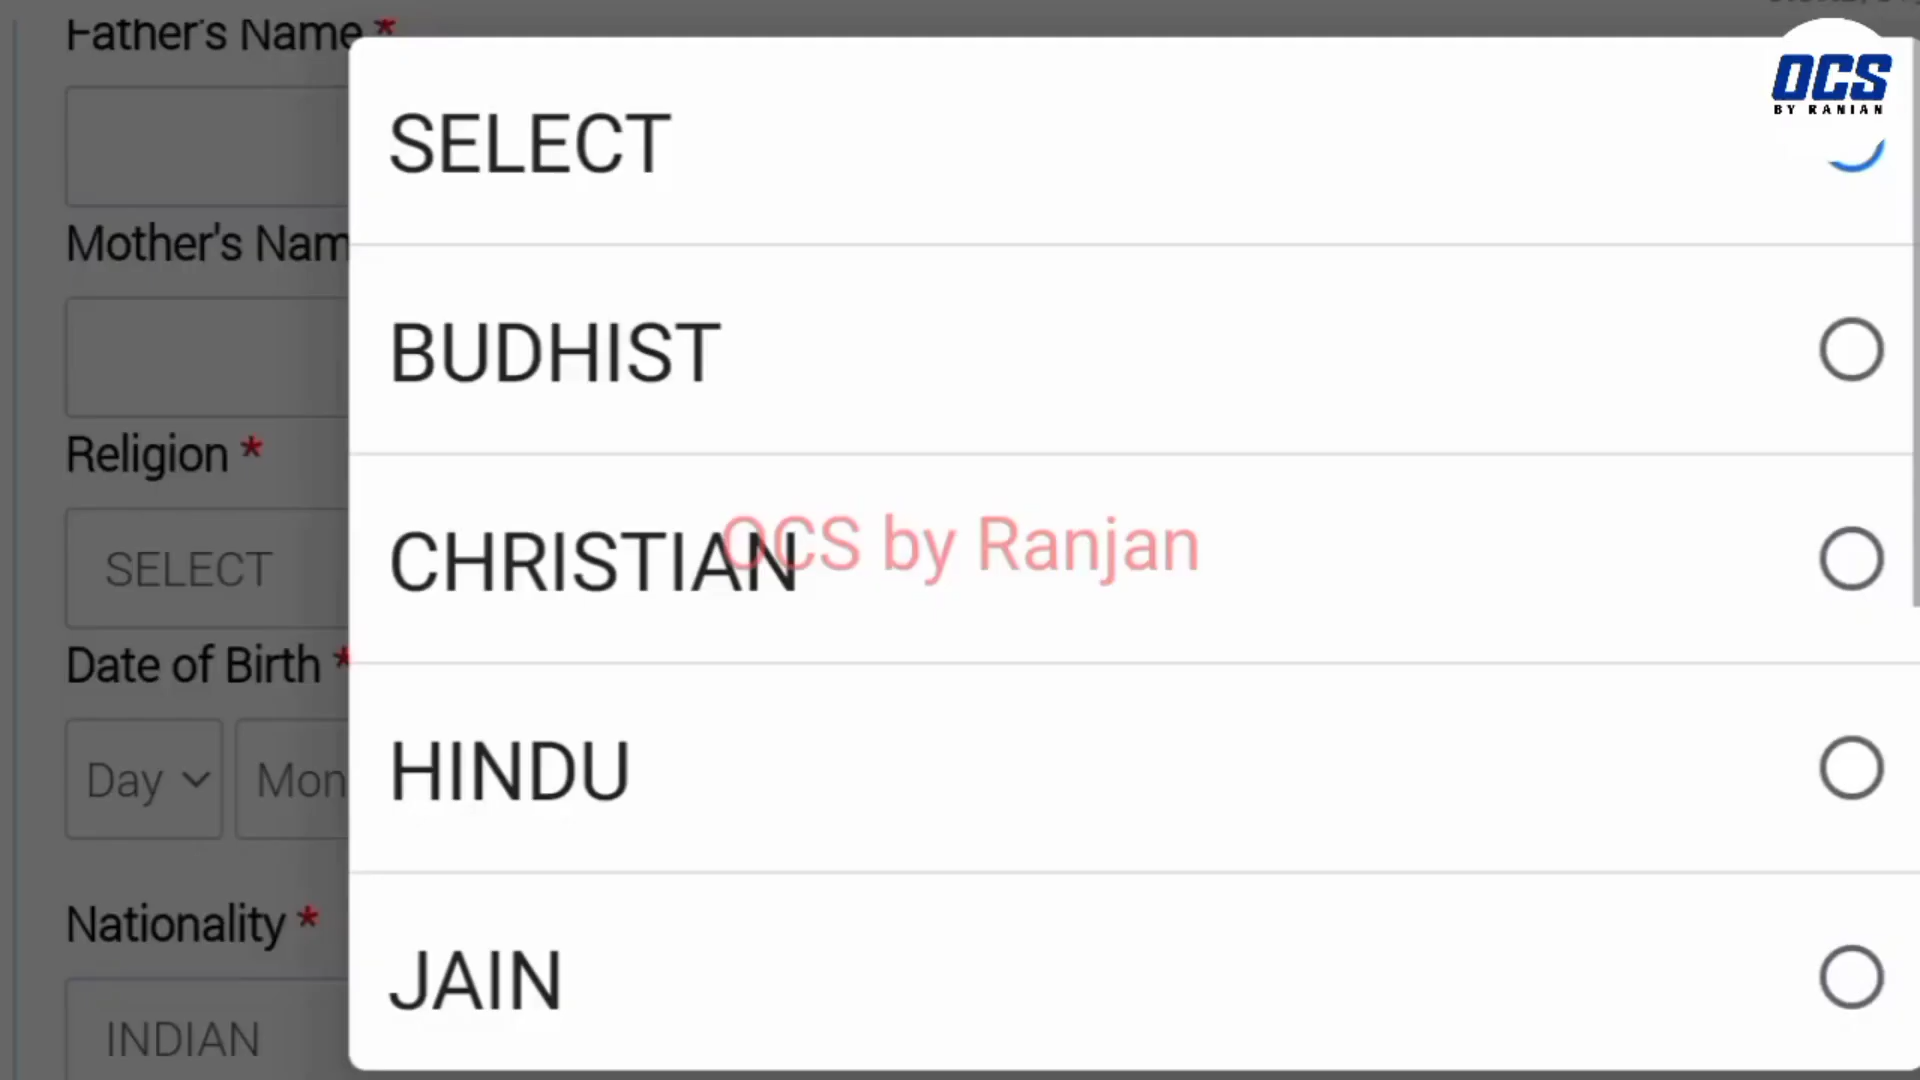 Father's Name *
OCS
BY RANJAN
SELECT
Mother's Nam
BUDHIST
Religion *
CHRISTIAN
OCS by Ranjan
SELECT
Date of Birth *
HINDU
Day
Mon
Nationality *
JAIN
INDIAN